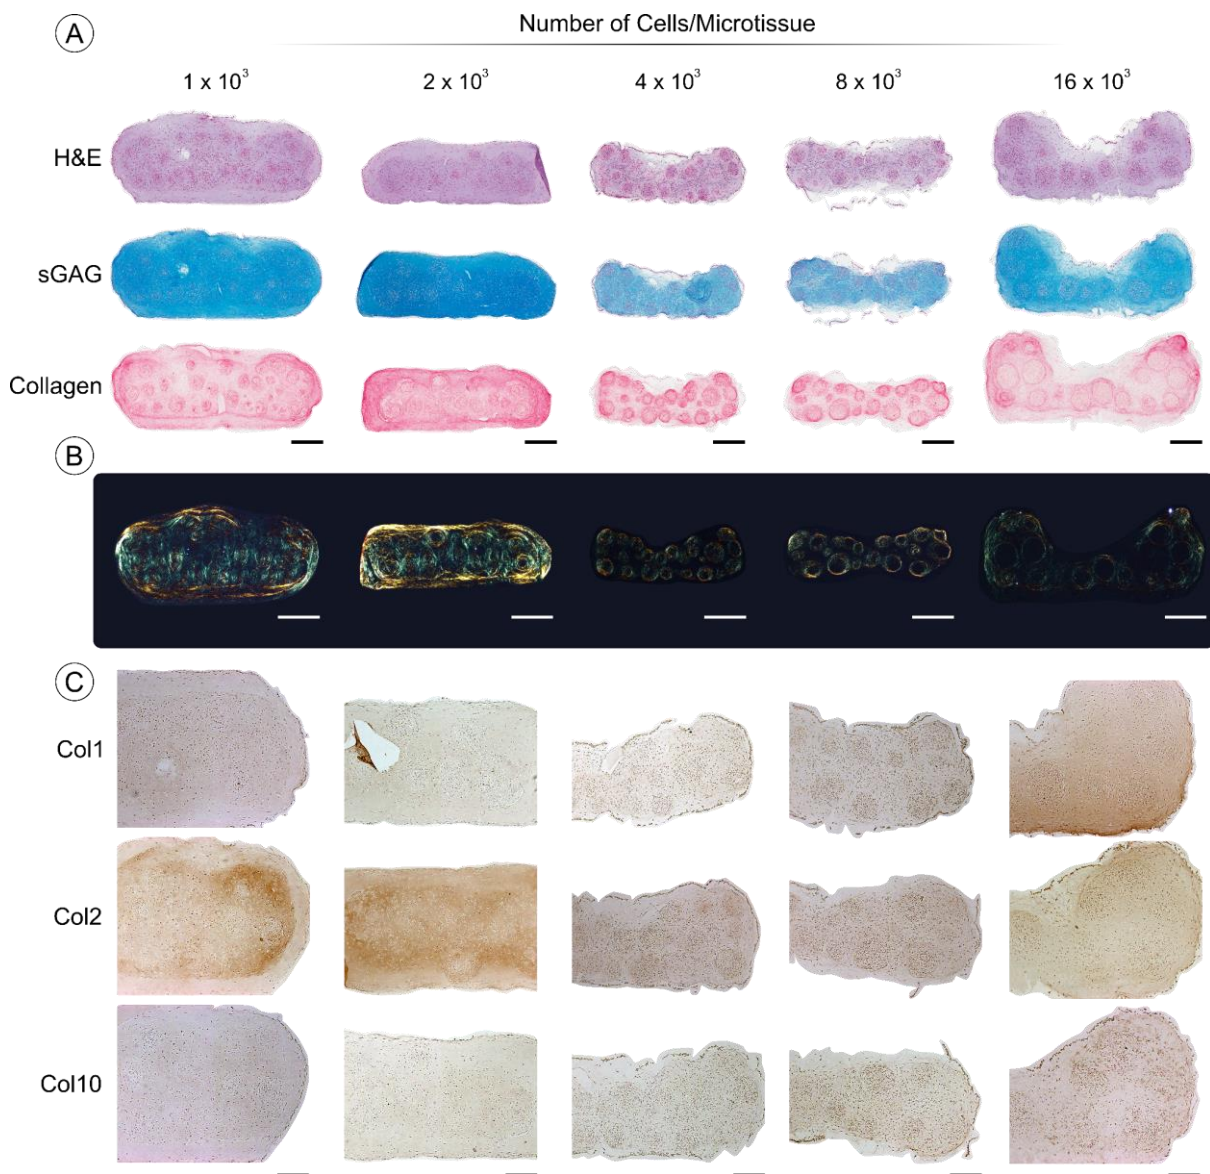 A
Number of Cells/Microtissue
1 x 10³ 2 x 10³ 4 x 10³ 8 x 10³ 16 x 10³
H&E
sGAG
Collagen
B
C
Col1
Col2
Col10